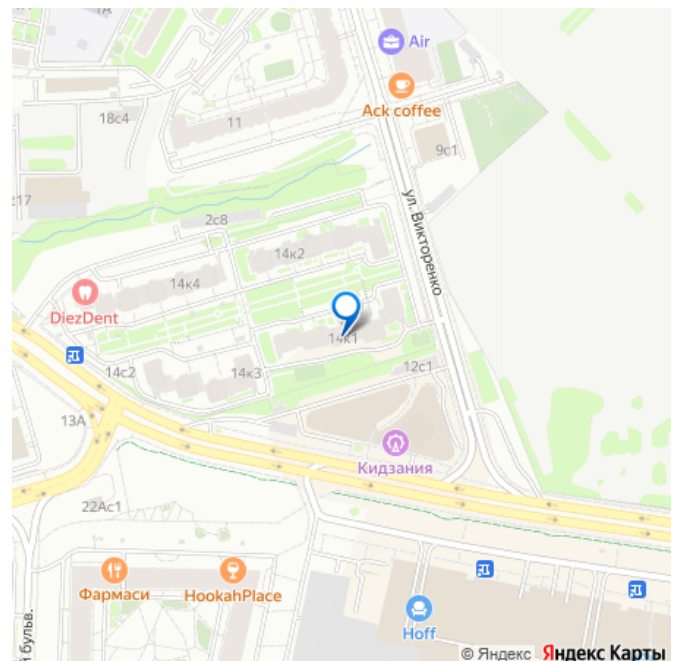 1А
Air
Ack coffee
18с4
11
9с1
с17
ул. Викторенко
2с8
14к2
14к4
DiezDent
14к1
14с2
14к3
12с1
13А
Кидзания
22Ас1
Фармаси
HookahPlace
Hoff
й бульв.
© Яндекс Яндекс Карты